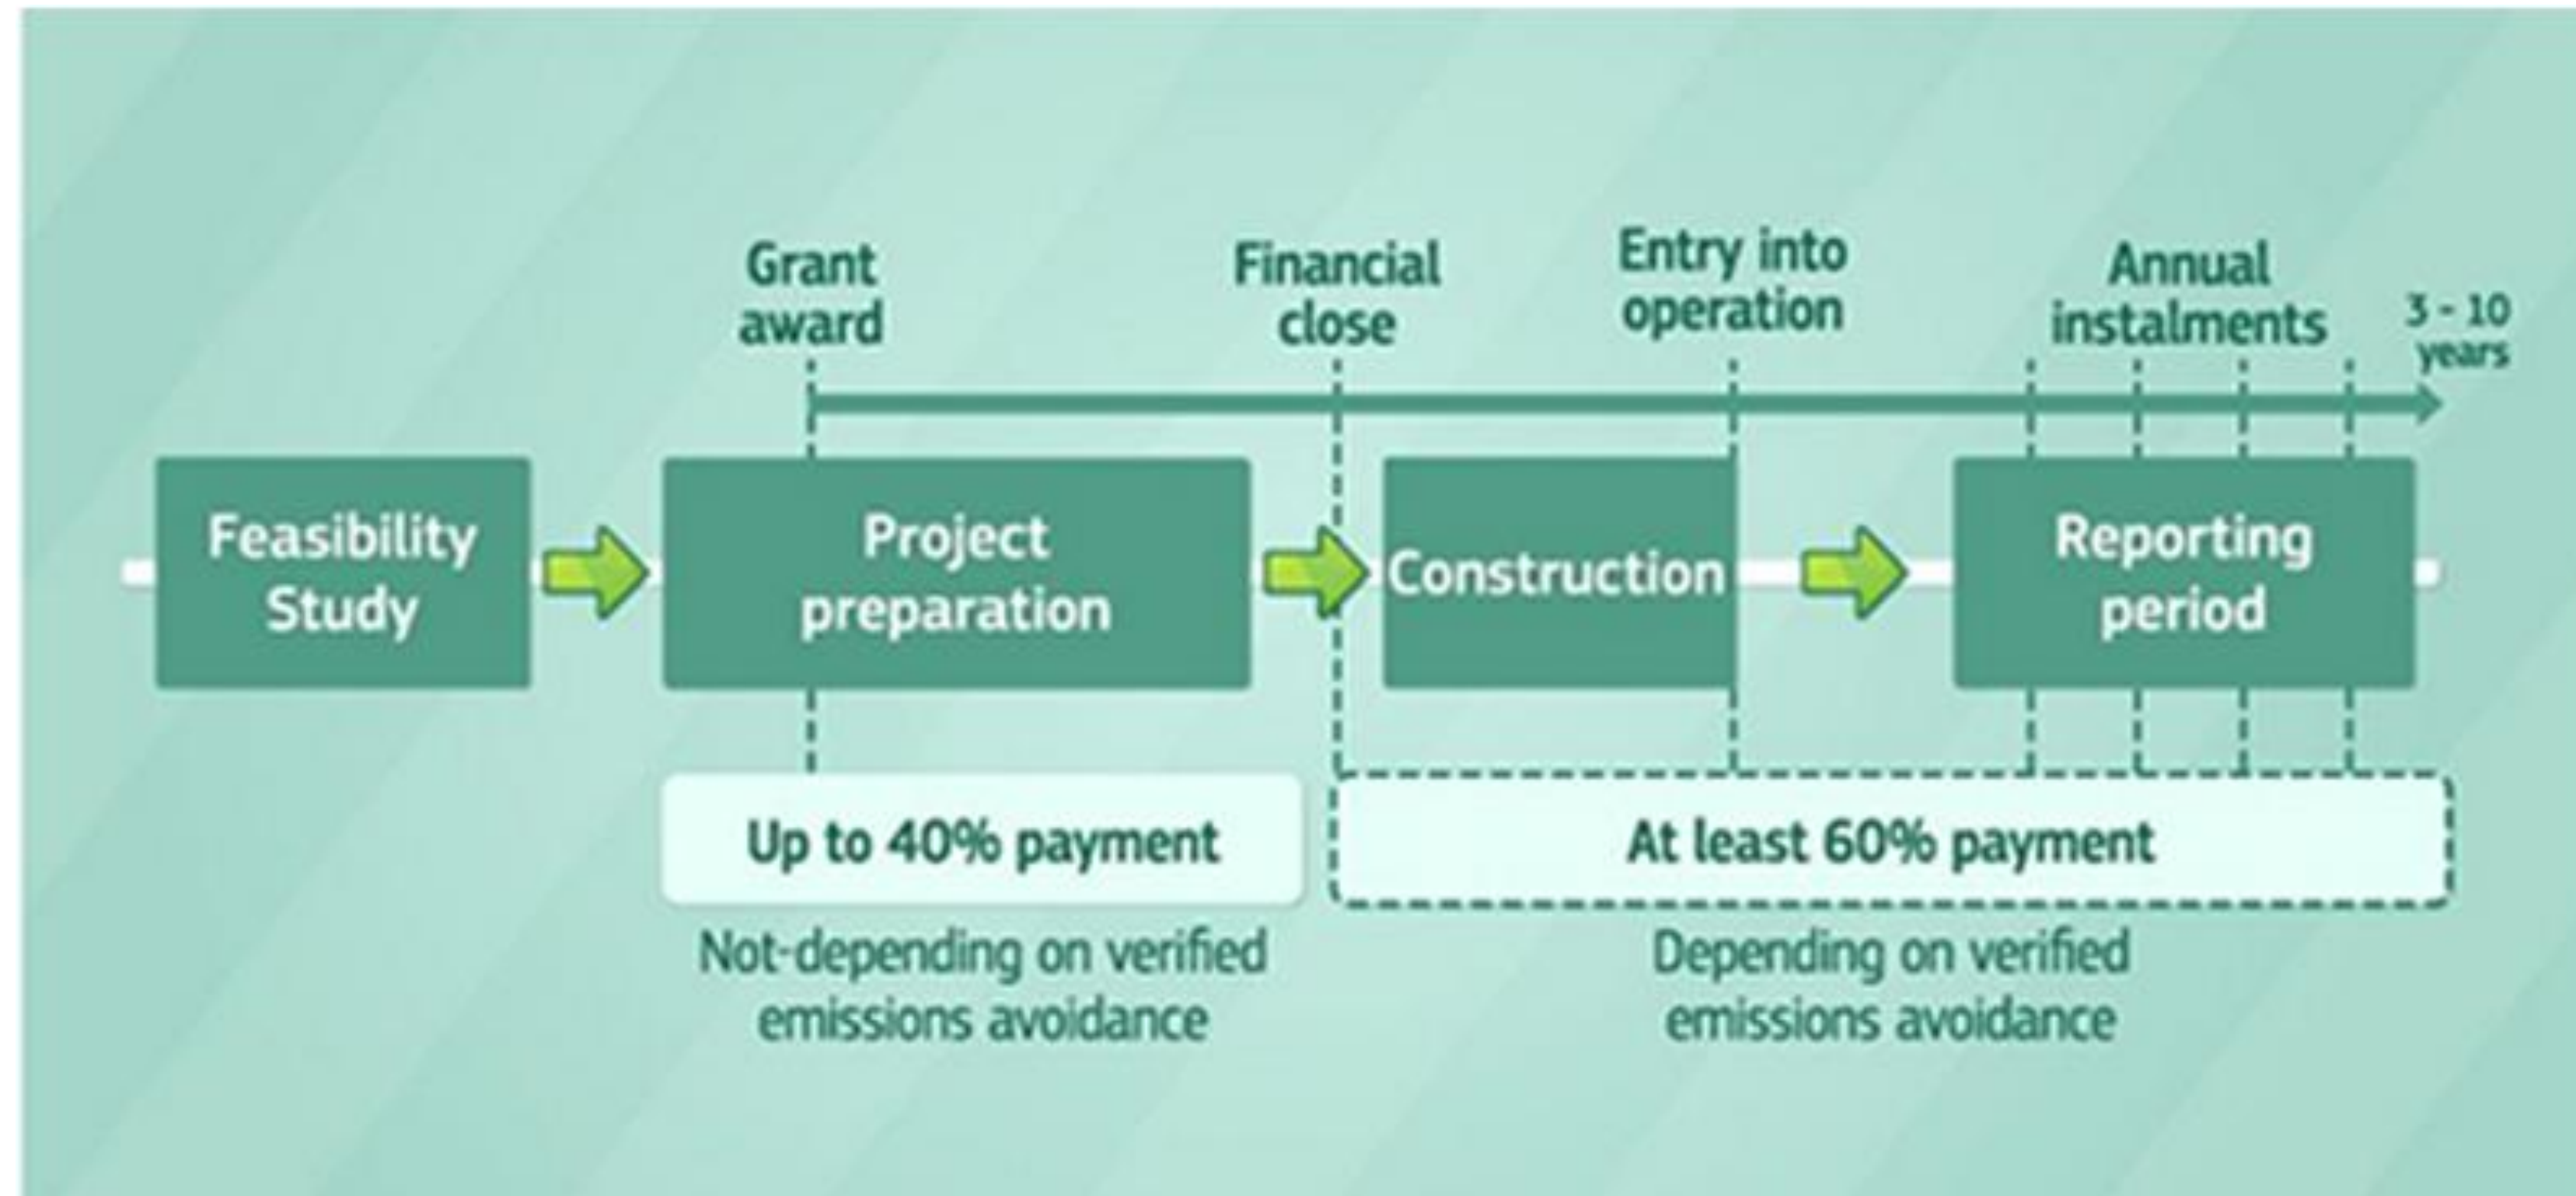 Grant
award
Financial
close
Entry into
operation
Annual
instalments
3 - 10
years
Feasibility
Study
Project
preparation
Construction
Reporting
period
Up to 40% payment
At least 60% payment
Not-depending on verified
emissions avoidance
Depending on verified
emissions avoidance